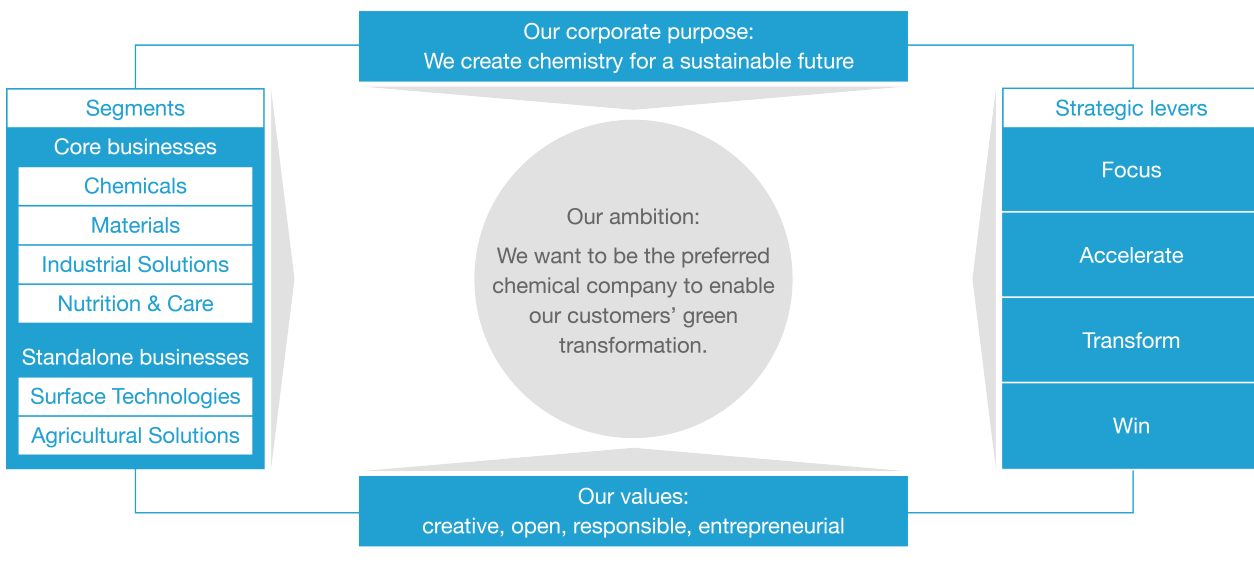 Our corporate purpose:
We create chemistry for a sustainable future
Segments
Core businesses
Chemicals
Materials
Industrial Solutions
Nutrition & Care
Standalone businesses
Surface Technologies
Agricultural Solutions
Our ambition:
We want to be the preferred
chemical company to enable
our customers’ green
transformation.
Strategic levers
Focus
Accelerate
Transform
Win
Our values:
creative, open, responsible, entrepreneurial